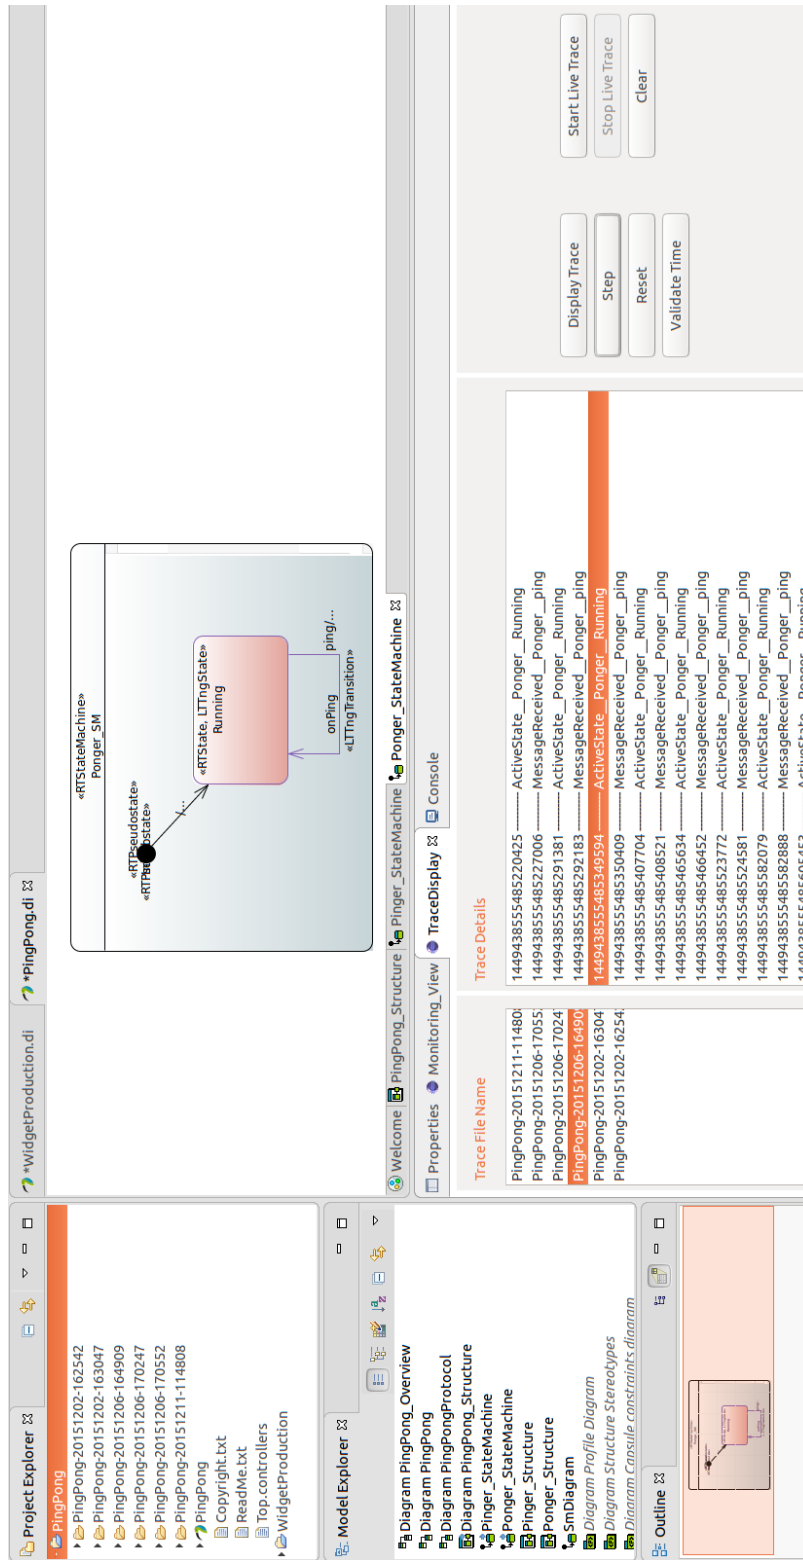 Project Explorer
PingPong
PingPong-20151202-162542
PingPong-20151202-163047
PingPong-20151206-164909
PingPong-20151206-170247
PingPong-20151206-170552
PingPong-20151211-114808
PingPong
Copyright.txt
ReadMe.txt
Top.controllers
WidgetProduction
Model Explorer
Diagram PingPong_Overview
Diagram PingPong
Diagram PingPongProtocol
Diagram PingPong_Structure
Pinger_StateMachine
Ponger_StateMachine
Pinger_Structure
Ponger_Structure
SmDiagram
Diagram Profile Diagram
Diagram Structure Stereotypes
Diagram Capsule constraints diagram
Outline
*WidgetProduction.di
*PingPong.di
«RTStateMachine»
Ponger_SM
«RTPseudostate»
/...
«RTState, LTTngState»
Running
onPing
ping/...
«LTTngTransition»
Welcome
PingPong_Structure
Pinger_StateMachine
Ponger_StateMachine
Properties
Monitoring_View
TraceDisplay
Console
Trace File Name
PingPong-20151211-11480
PingPong-20151206-17055
PingPong-20151206-17024
PingPong-20151206-16490
PingPong-20151202-16304
PingPong-20151202-16254
Trace Details
1449438555485220425 -------- ActiveState__Ponger__Running
1449438555485227006 -------- MessageReceived__Ponger__ping
1449438555485291381 -------- ActiveState__Ponger__Running
1449438555485292183 -------- MessageReceived__Ponger__ping
1449438555485349594 -------- ActiveState__Ponger__Running
1449438555485350409 -------- MessageReceived__Ponger__ping
1449438555485407704 -------- ActiveState__Ponger__Running
1449438555485408521 -------- MessageReceived__Ponger__ping
1449438555485465634 -------- ActiveState__Ponger__Running
1449438555485466452 -------- MessageReceived__Ponger__ping
1449438555485523772 -------- ActiveState__Ponger__Running
1449438555485524581 -------- MessageReceived__Ponger__ping
1449438555485582079 -------- ActiveState__Ponger__Running
1449438555485582888 -------- MessageReceived__Ponger__ping
Display Trace
Step
Reset
Validate Time
Start Live Trace
Stop Live Trace
Clear